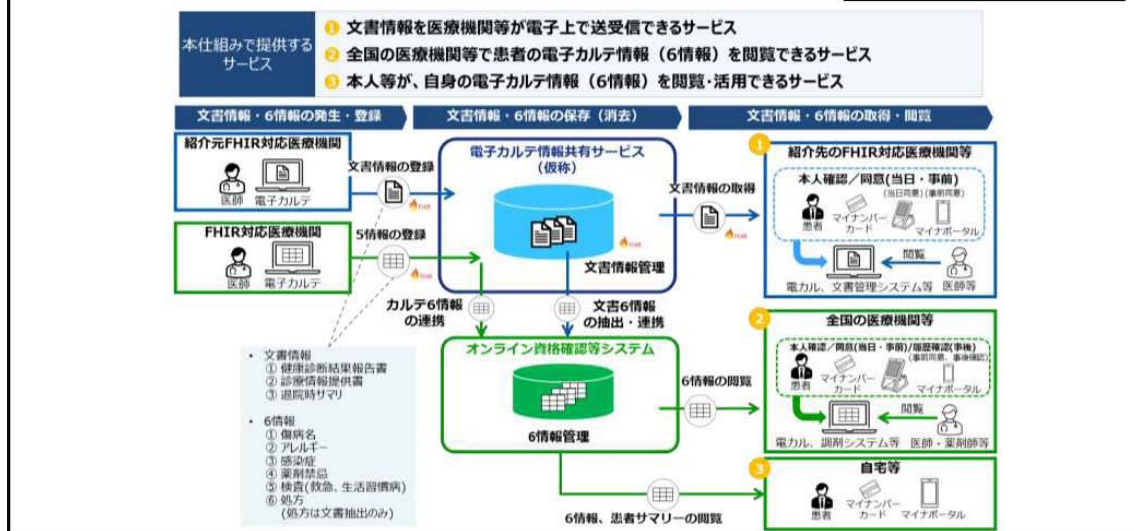 本仕組みで提供する
サービス
1 文書情報を医療機関等が電子上で送受信できるサービス
2 全国の医療機関等で患者の電子カルテ情報（6情報）を閲覧できるサービス
3 本人等が、自身の電子カルテ情報（6情報）を閲覧・活用できるサービス
文書情報・6情報の発生・登録
文書情報・6情報の保存（消去）
文書情報・6情報の取得・閲覧
紹介元FHIR対応医療機関
医師 電子カルテ
文書情報の登録
FHIR対応医療機関
医師 電子カルテ
5情報の登録
電子カルテ情報共有サービス
（仮称）
文書情報管理
カルテ6情報
の連携
文書6情報
の抽出・連携
オンライン資格確認等システム
6情報管理
文書情報の取得
6情報の閲覧
6情報、患者サマリーの閲覧
• 文書情報
① 健康診断結果報告書
② 診療情報提供書
③ 退院時サマリ
• 6情報
① 傷病名
② アレルギー
③ 感染症
④ 薬剤禁忌
⑤ 検査(救急、生活習慣病)
⑥ 処方
(処方は文書抽出のみ)
1
紹介先のFHIR対応医療機関等
本人確認／同意(当日・事前)
(当日同意) (事前同意)
患者
マイナンバー
カード
マイナポータル
閲覧
電カル、文書管理システム等 医師等
2
全国の医療機関等
本人確認／同意(当日・事前)/履歴確認(事後)
(事前同意、事後確認)
患者
マイナンバー
カード
マイナポータル
閲覧
電カル、調剤システム等 医師・薬剤師等
3
自宅等
患者
マイナンバー
カード
マイナポータル